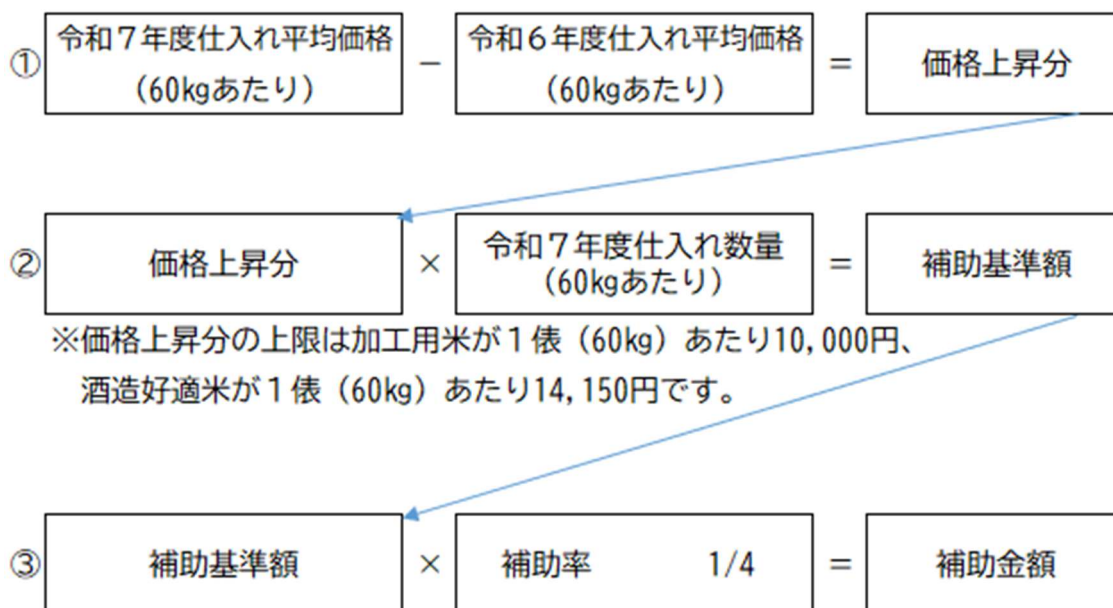 ① 令和７年度仕入れ平均価格 － 令和６年度仕入れ平均価格 ＝ 価格上昇分
（60kgあたり） （60kgあたり）
② 価格上昇分 × 令和７年度仕入れ数量 ＝ 補助基準額
（60kgあたり）
※価格上昇分の上限は加工用米が１俵（60kg）あたり10,000円、
酒造好適米が１俵（60kg）あたり14,150円です。
③ 補助基準額 × 補助率 1/4 ＝ 補助金額